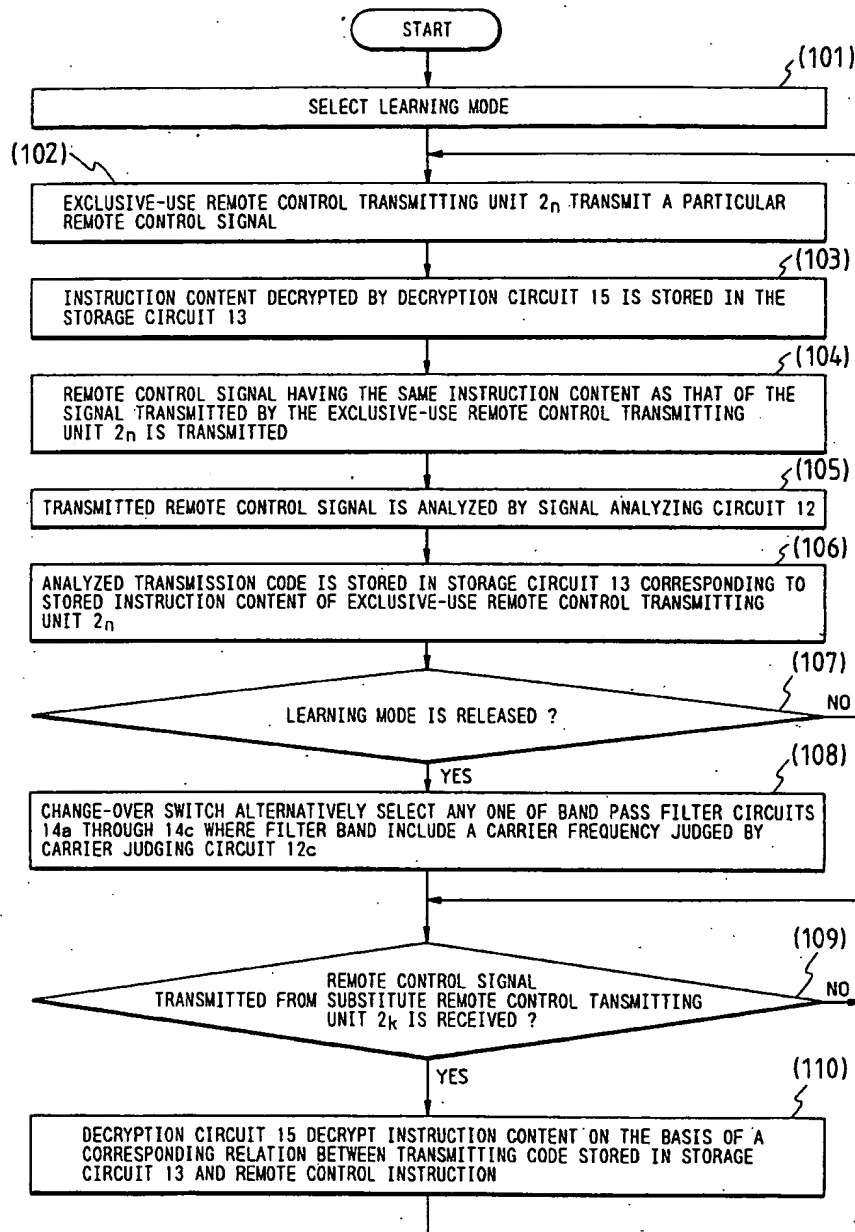 START
(101)
SELECT LEARNING MODE
(102)
EXCLUSIVE-USE REMOTE CONTROL TRANSMITTING UNIT 2n TRANSMIT A PARTICULAR
REMOTE CONTROL SIGNAL
(103)
INSTRUCTION CONTENT DECRYPTED BY DECRYPTION CIRCUIT 15 IS STORED IN THE
STORAGE CIRCUIT 13
(104)
REMOTE CONTROL SIGNAL HAVING THE SAME INSTRUCTION CONTENT AS THAT OF THE
SIGNAL TRANSMITTED BY THE EXCLUSIVE-USE REMOTE CONTROL TRANSMITTING
UNIT 2n IS TRANSMITTED
(105)
TRANSMITTED REMOTE CONTROL SIGNAL IS ANALYZED BY SIGNAL ANALYZING CIRCUIT 12
(106)
ANALYZED TRANSMISSION CODE IS STORED IN STORAGE CIRCUIT 13 CORRESPONDING TO
STORED INSTRUCTION CONTENT OF EXCLUSIVE-USE REMOTE CONTROL TRANSMITTING
UNIT 2n
(107)
LEARNING MODE IS RELEASED ?
NO
YES
(108)
CHANGE-OVER SWITCH ALTERNATIVELY SELECT ANY ONE OF BAND PASS FILTER CIRCUITS
14a THROUGH 14c WHERE FILTER BAND INCLUDE A CARRIER FREQUENCY JUDGED BY
CARRIER JUDGING CIRCUIT 12c
(109)
REMOTE CONTROL SIGNAL
TRANSMITTED FROM SUBSTITUTE REMOTE CONTROL TANSMITTING
UNIT 2k IS RECEIVED ?
NO
YES
(110)
DECRYPTION CIRCUIT 15 DECRYPT INSTRUCTION CONTENT ON THE BASIS OF A
CORRESPONDING RELATION BETWEEN TRANSMITTING CODE STORED IN STORAGE
CIRCUIT 13 AND REMOTE CONTROL INSTRUCTION